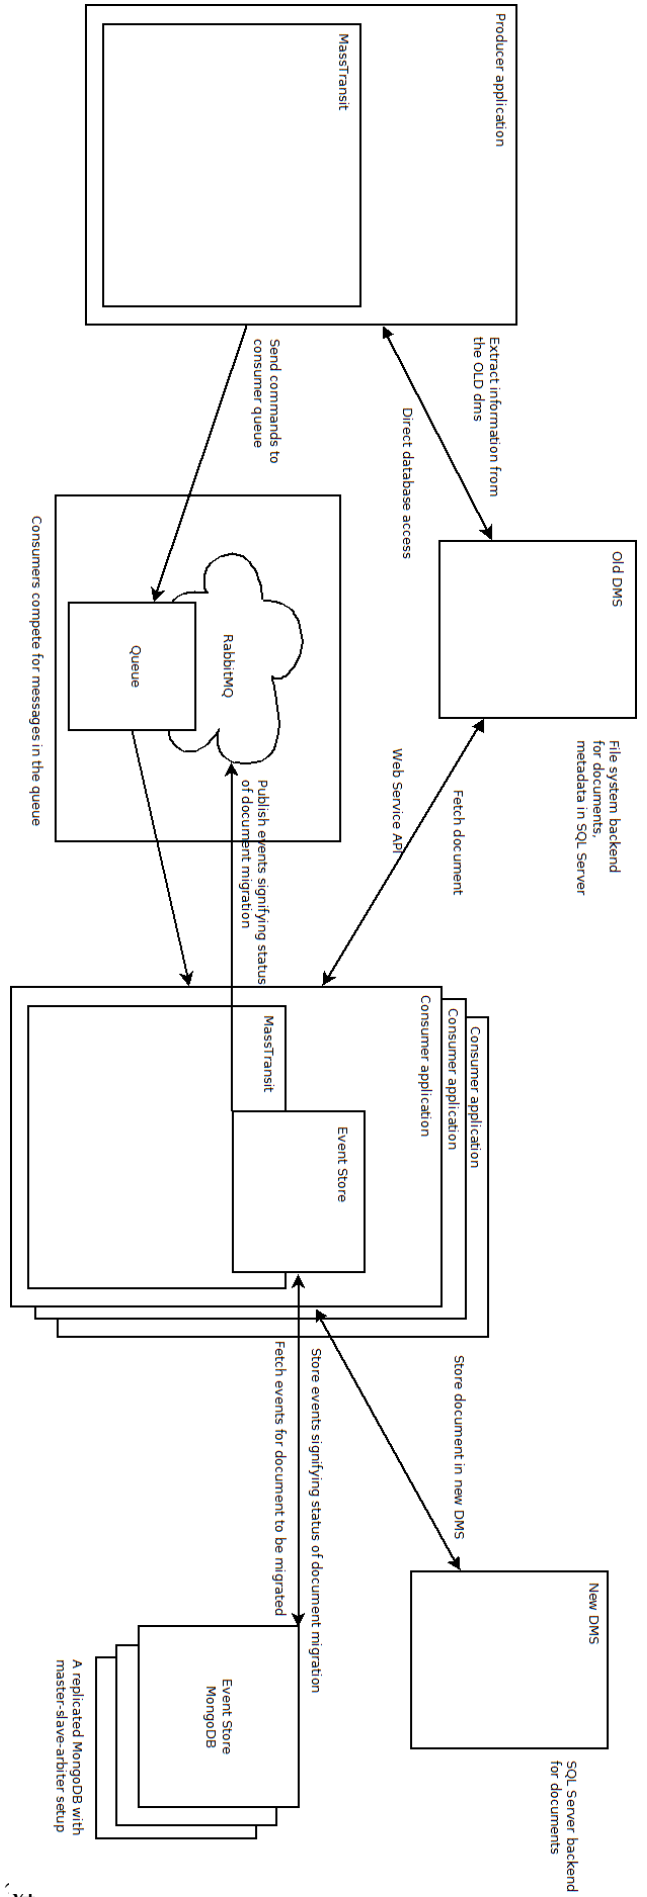 Producer application
MassTransit
Extract information from
the OLD dms
Direct database access
Send commands to
consumer queue
Old DMS
File system backend
for documents,
metadata in SQL Server
RabbitMQ
Queue
Consumers compete for messages in the queue
Fetch document
Web Service API
Publish events signifying status
of document migration
Consumer application
Consumer application
Consumer application
MassTransit
Event Store
Store document in new DMS
Store events signifying status of document migration
Fetch events for document to be migrated
New DMS
SQL Server backend
for documents
Event Store
MongoDB
A replicated MongoDB with
master-slave-arbiter setup